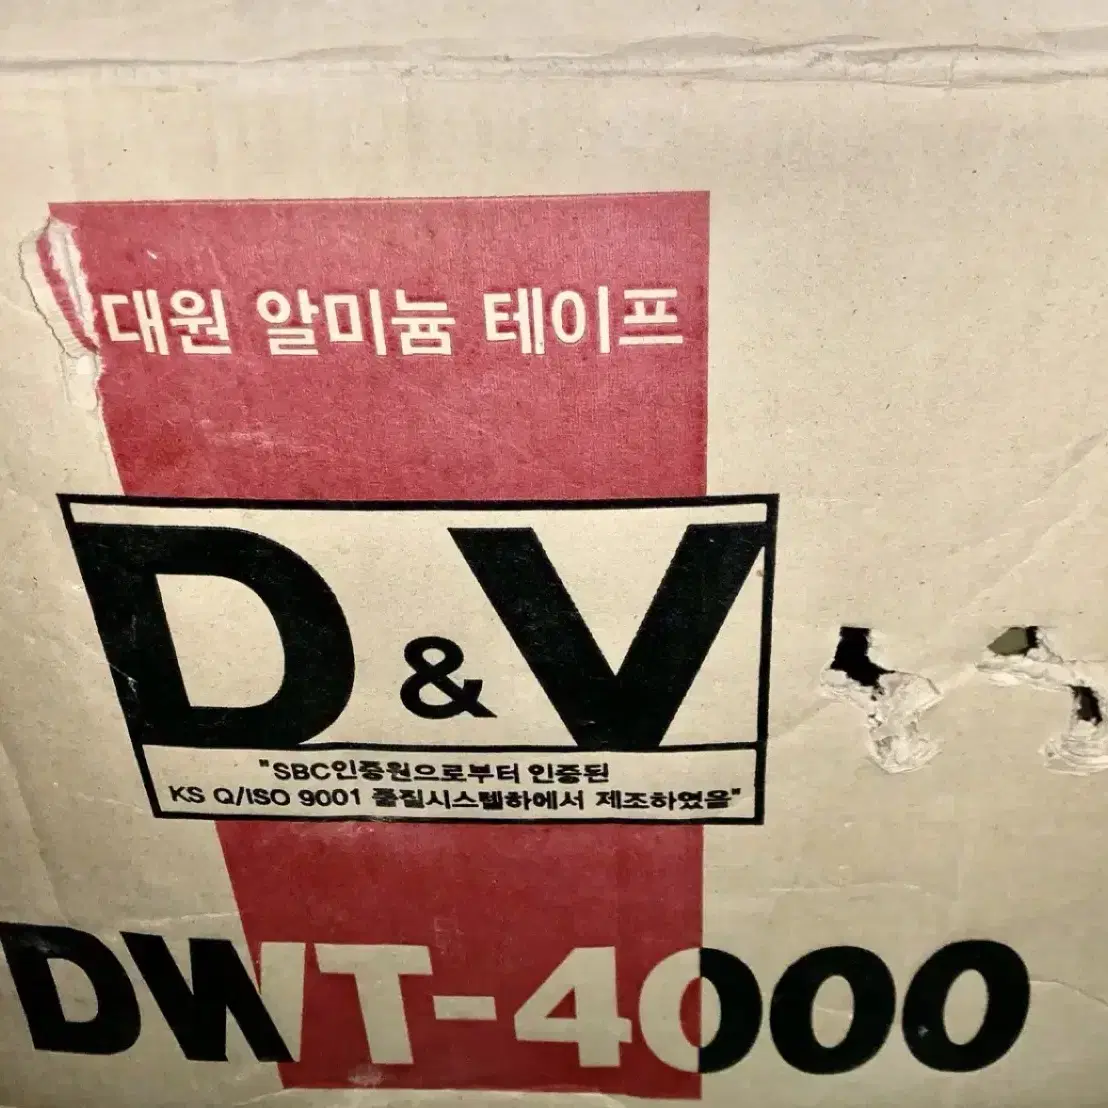 대원 알미늄 테이프
D&V
"SBC인증원으로부터 인증된
KS Q/ISO 9001 품질시스템하에서 제조하였음"
DWT-4000